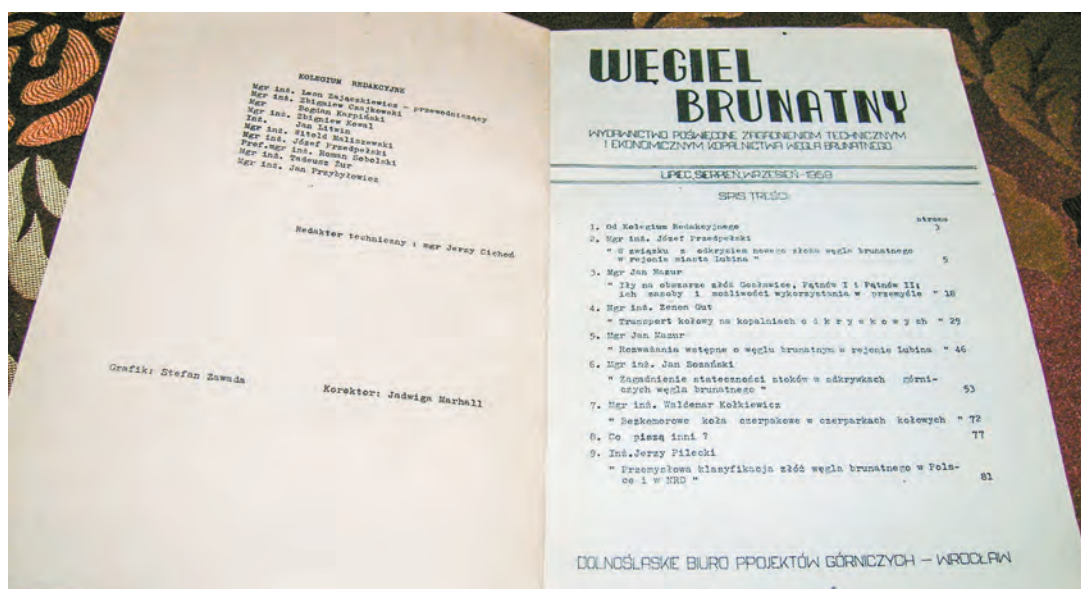 KOLEGIUM REDAKCYJNE
Mgr inż. Leon Zajączkiewicz - przewodniczący
Mgr inż. Zbigniew Czajkowski
Mgr Bogdan Karpiński
Mgr inż. Zbigniew Kowal
Inż. Jan Litwin
Mgr inż. Witold Maliszewski
Mgr inż. Józef Przedpełski
Prof.mgr inż. Roman Sobolski
Mgr inż. Tadeusz Żur
Mgr inż. Jan Przybyłowicz
Redaktor techniczny : mgr Jerzy Cichoń
Grafik: Stefan Zawada
Korektor: Jadwiga Marhall
WĘGIEL
BRUNATNY
WYDAWNICTWO POŚWIĘCONE ZAGADNIENIOM TECHNICZNYM
I EKONOMICZNYM KOPALNICTWA WĘGLA BRUNATNEGO
LIPIEC, SIERPIEŃ, WRZESIEŃ-1959
SPIS TREŚCI:
strona
1. Od Kolegium Redakcyjnego 3
2. Mgr inż. Józef Przedpełski
" W związku z odkryciem nowego złoża węgla brunatnego
w rejonie miasta Lubina " 5
3. Mgr Jan Mazur
" Iły na obszarze złóż Gosławice, Pątnów I i Pątnów II;
ich zasoby i możliwości wykorzystania w przemyśle " 18
4. Mgr inż. Zenon Gut
" Transport kołowy na kopalniach o d k r y w k o w y ch " 29
5. Mgr Jan Mazur
" Rozważania wstępne o węglu brunatnym w rejonie Lubina " 46
6. Mgr inż. Jan Sozański
" Zagadnienie stateczności stoków w odkrywkach górni-
czych węgla brunatnego " 53
7. Mgr inż. Waldemar Kołkiewicz
" Bezkomorowe koła czerpakowe w czerparkach kołowych " 72
8. Co piszą inni ? 77
9. Inż.Jerzy Pilecki
" Przemysłowa klasyfikacja złóż węgla brunatnego w Pols-
ce i w NRD " 81
DOLNOŚLĄSKIE BIURO PROJEKTÓW GÓRNICZYCH — WROCŁAW